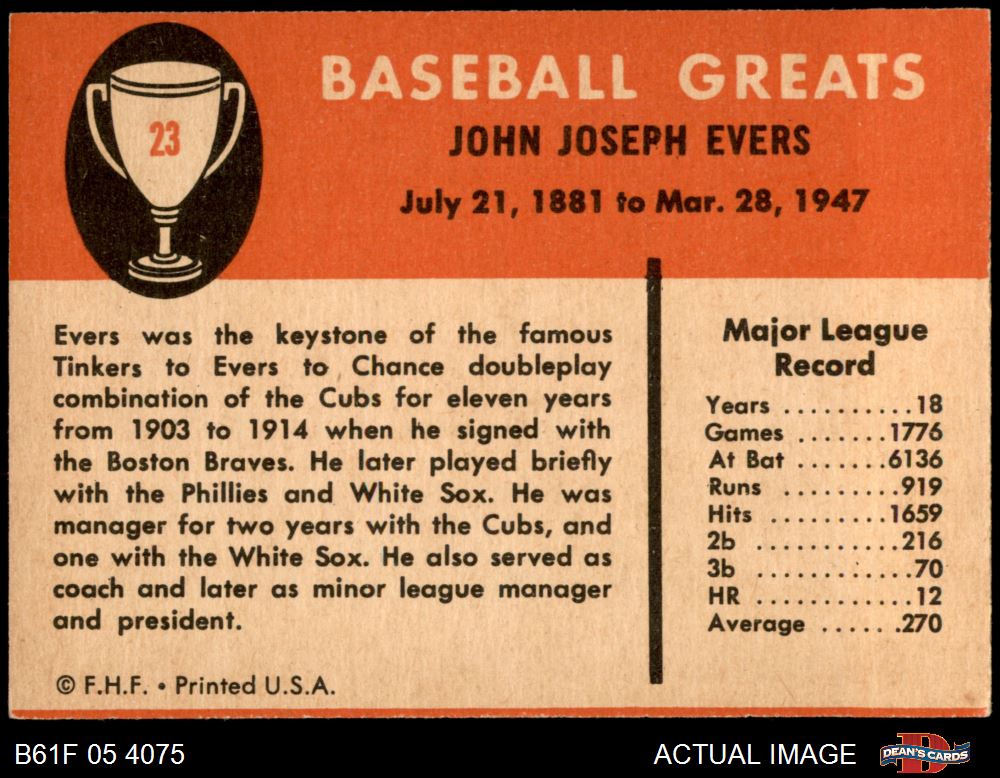 23
BASEBALL GREATS
JOHN JOSEPH EVERS
July 21, 1881 to Mar. 28, 1947
Evers was the keystone of the famous
Tinkers to Evers to Chance doubleplay
combination of the Cubs for eleven years
from 1903 to 1914 when he signed with
the Boston Braves. He later played briefly
with the Phillies and White Sox. He was
manager for two years with the Cubs, and
one with the White Sox. He also served as
coach and later as minor league manager
and president.
© F.H.F. • Printed U.S.A.
Major League
Record
Years ..........18
Games .......1776
At Bat .......6136
Runs .........919
Hits ........1659
2b ...........216
3b ............70
HR ............12
Average ......270
B61F 05 4075
ACTUAL IMAGE
D
DEAN'S CARDS